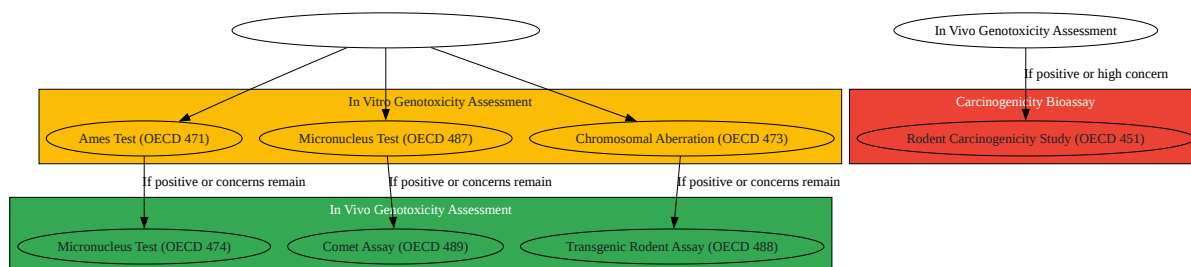 In Vivo Genotoxicity Assessment
If positive or high concern
In Vitro Genotoxicity Assessment
Carcinogenicity Bioassay
Ames Test (OECD 471)
Micronucleus Test (OECD 487)
Chromosomal Aberration (OECD 473)
Rodent Carcinogenicity Study (OECD 451)
If positive or concerns remain
If positive or concerns remain
If positive or concerns remain
In Vivo Genotoxicity Assessment
Micronucleus Test (OECD 474)
Comet Assay (OECD 489)
Transgenic Rodent Assay (OECD 488)